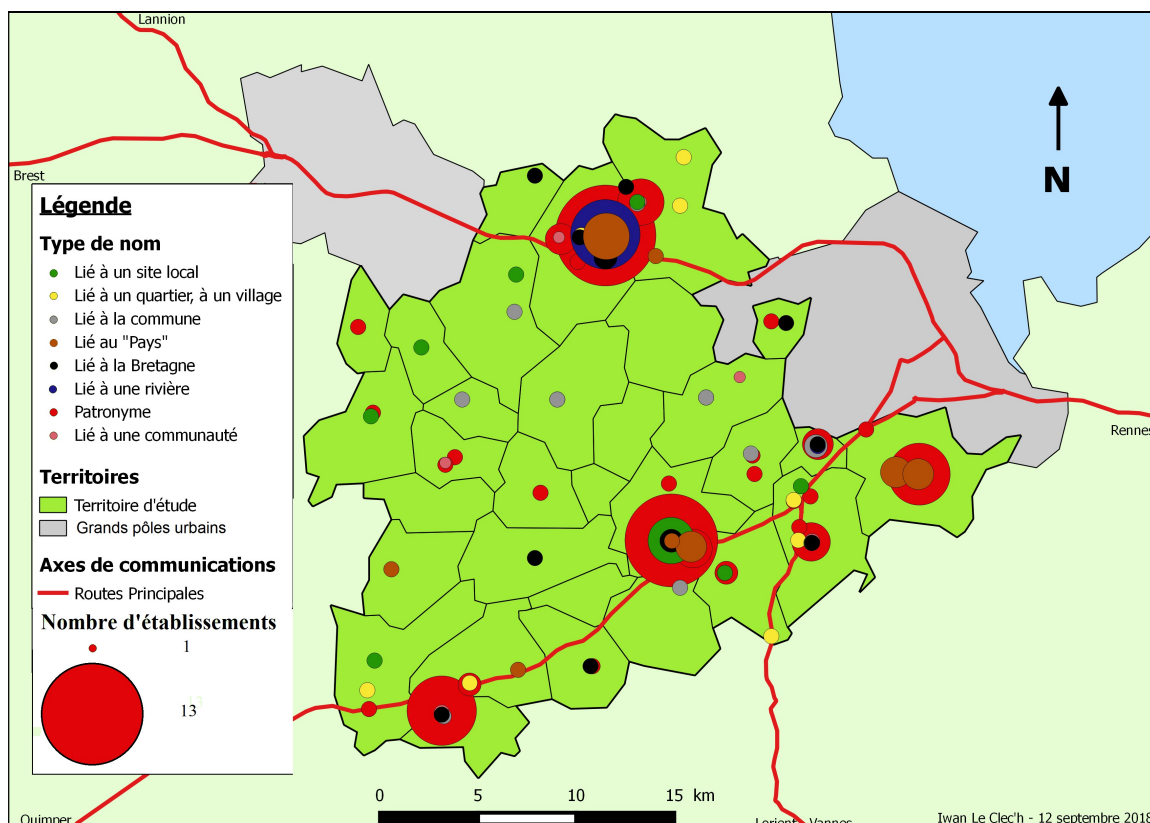 Lannion
Brest
N
Légende
Type de nom
Lié à un site local
Lié à un quartier, à un village
Lié à la commune
Lié au "Pays"
Lié à la Bretagne
Lié à une rivière
Patronyme
Lié à une communauté
Territoires
Territoire d'étude
Grands pôles urbains
Axes de communications
Routes Principales
Nombre d'établissements
1
13
13
Rennes
0 5 10 15 km
Quimper
Lorient - Vannes
Iwan Le Clec'h - 12 septembre 2018